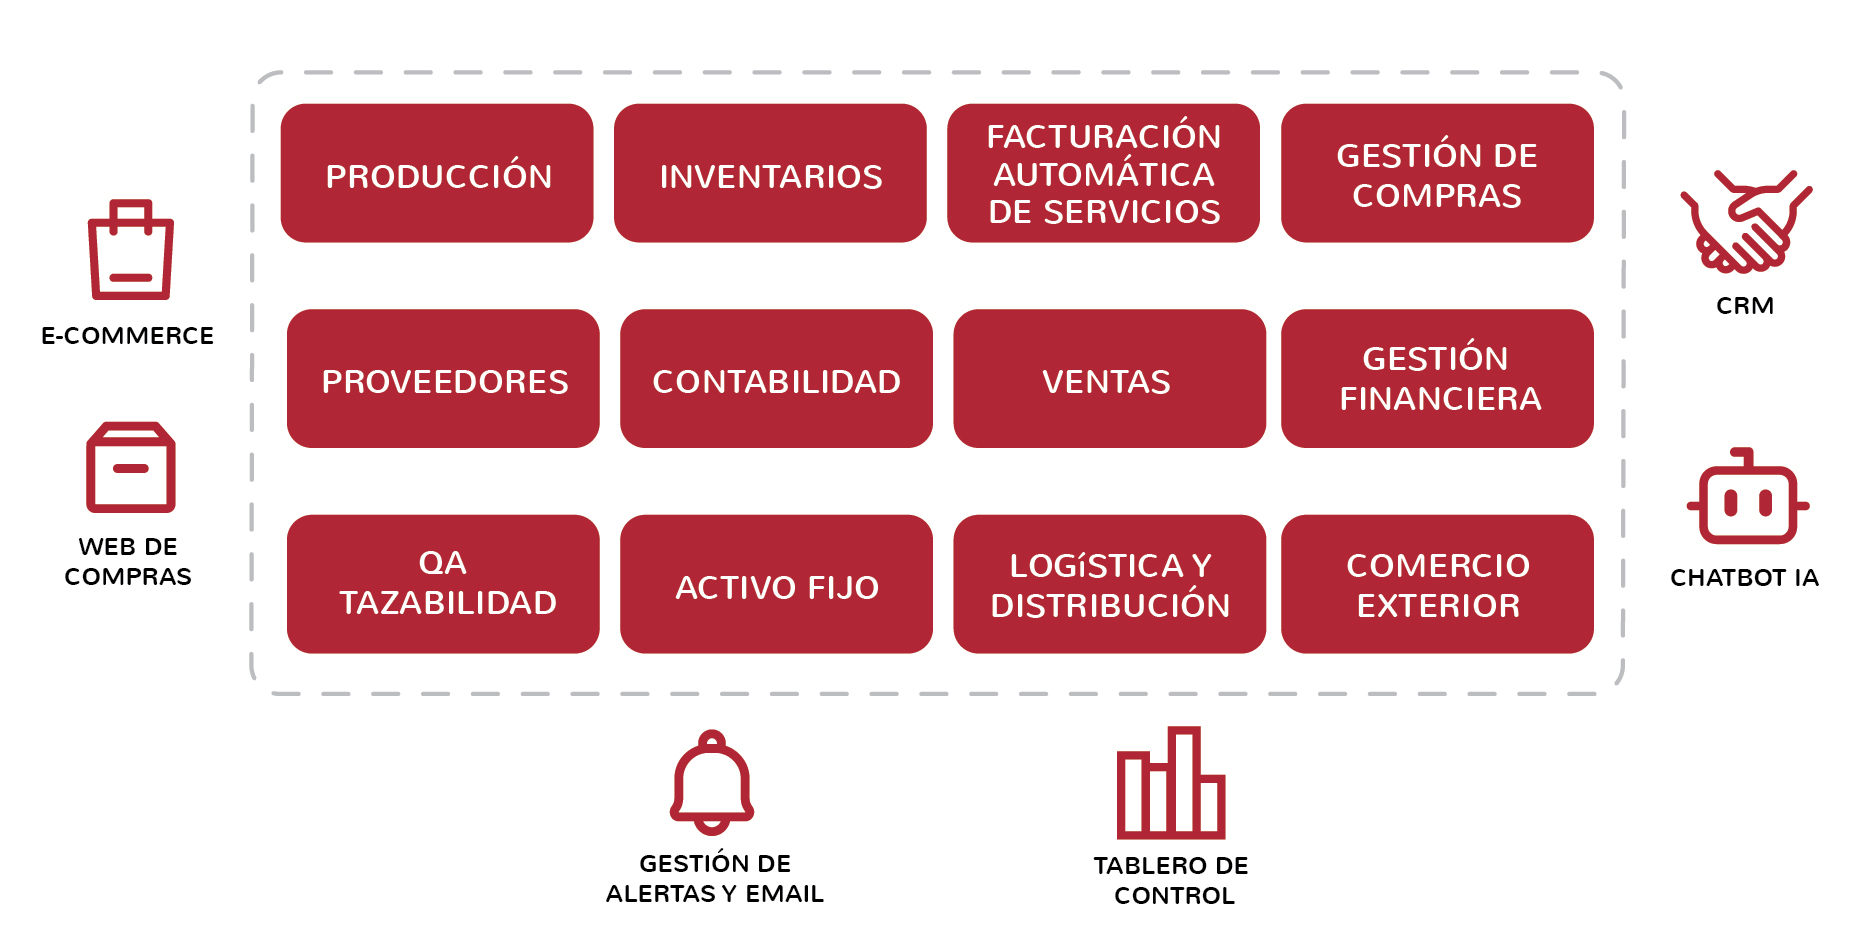 PRODUCCIÓN
INVENTARIOS
FACTURACIÓN
AUTOMÁTICA
DE SERVICIOS
GESTIÓN DE
COMPRAS
PROVEEDORES
CONTABILIDAD
VENTAS
GESTIÓN
FINANCIERA
QA
TAZABILIDAD
ACTIVO FIJO
LOGíSTICA Y
DISTRIBUCIÓN
COMERCIO
EXTERIOR
E-COMMERCE
WEB DE
COMPRAS
CRM
CHATBOT IA
GESTIÓN DE
ALERTAS Y EMAIL
TABLERO DE
CONTROL